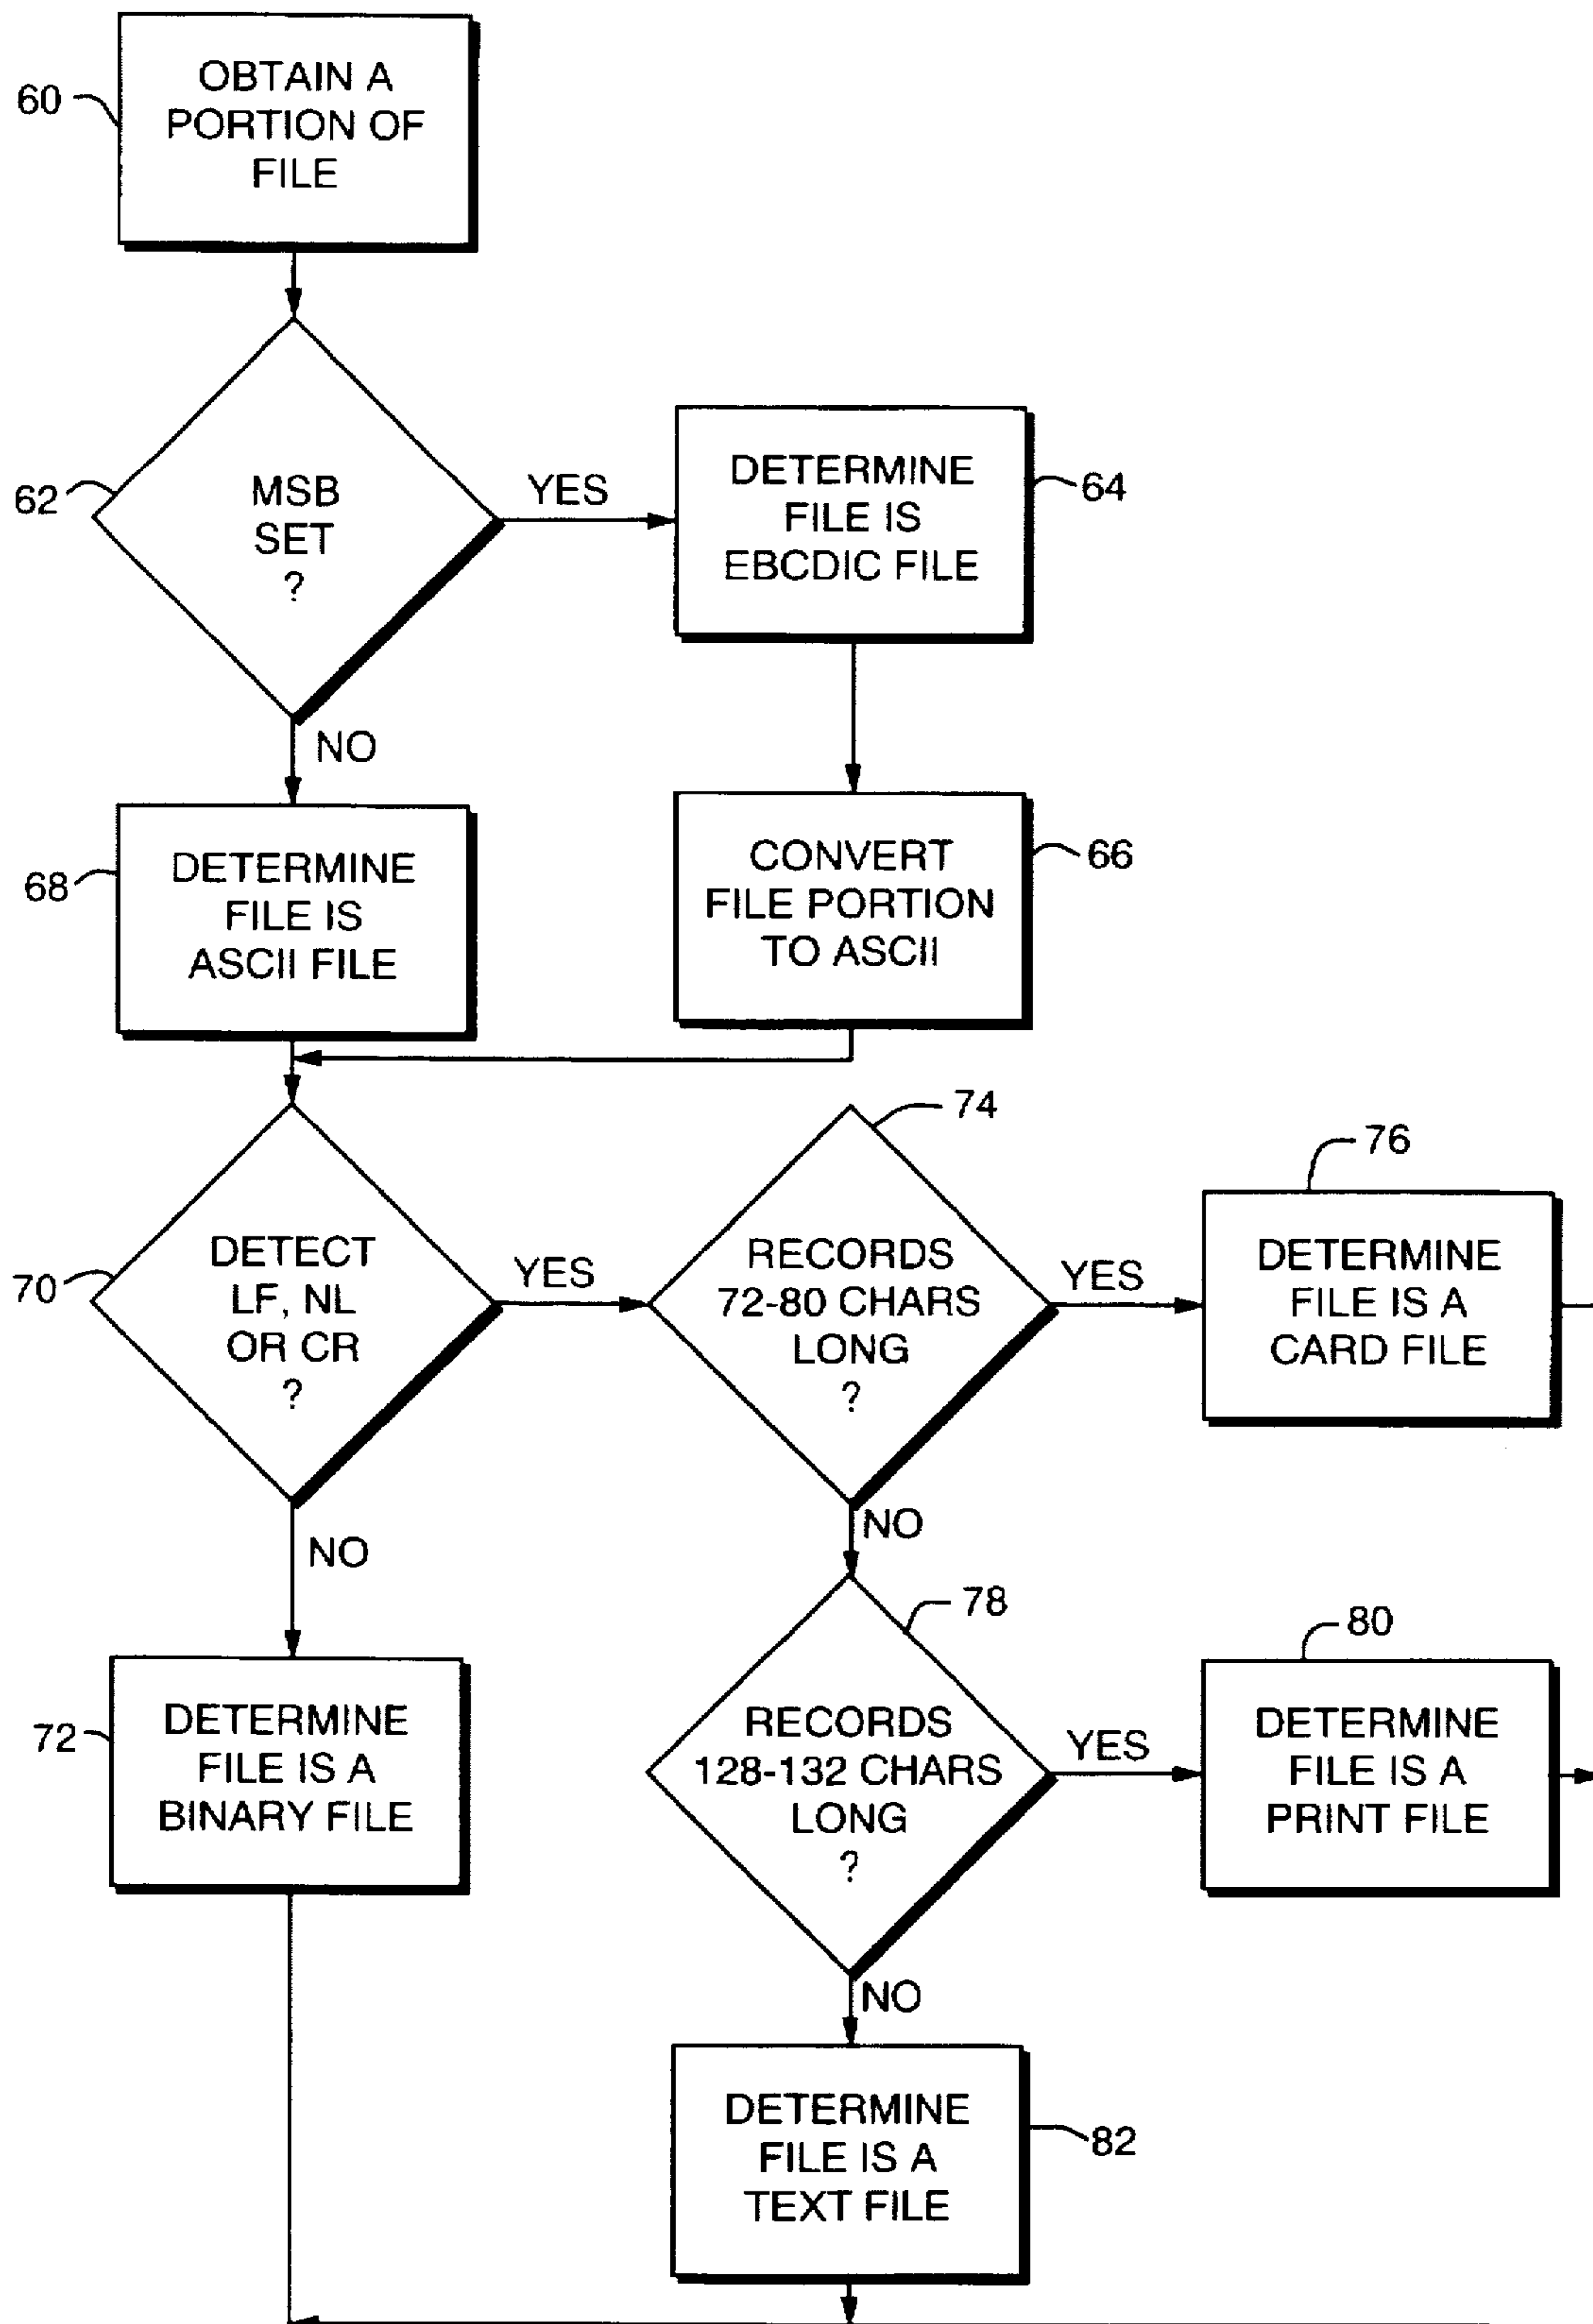 60
OBTAIN A
PORTION OF
FILE
62
MSB
SET
?
YES
DETERMINE
FILE IS
EBCDIC FILE
64
NO
68
DETERMINE
FILE IS
ASCII FILE
CONVERT
FILE PORTION
TO ASCII
66
70
DETECT
LF, NL
OR CR
?
YES
74
RECORDS
72-80 CHARS
LONG
?
YES
76
DETERMINE
FILE IS A
CARD FILE
NO
NO
72
DETERMINE
FILE IS A
BINARY FILE
78
RECORDS
128-132 CHARS
LONG
?
YES
80
DETERMINE
FILE IS A
PRINT FILE
NO
DETERMINE
FILE IS A
TEXT FILE
82